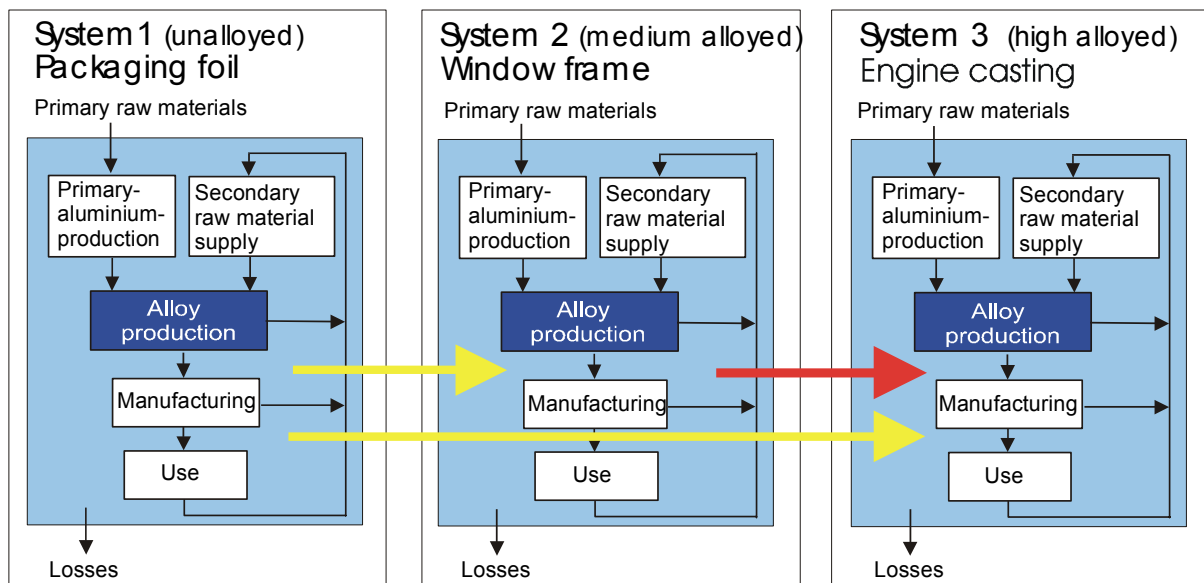 System 1 (unalloyed)
Packaging foil
Primary raw materials
Primary-
aluminium-
production
Secondary
raw material
supply
Alloy
production
Manufacturing
Use
Losses
System 2 (medium alloyed)
Window frame
Primary raw materials
Primary-
aluminium-
production
Secondary
raw material
supply
Alloy
production
Manufacturing
Use
Losses
System 3 (high alloyed)
Engine casting
Primary raw materials
Primary-
aluminium-
production
Secondary
raw material
supply
Alloy
production
Manufacturing
Use
Losses